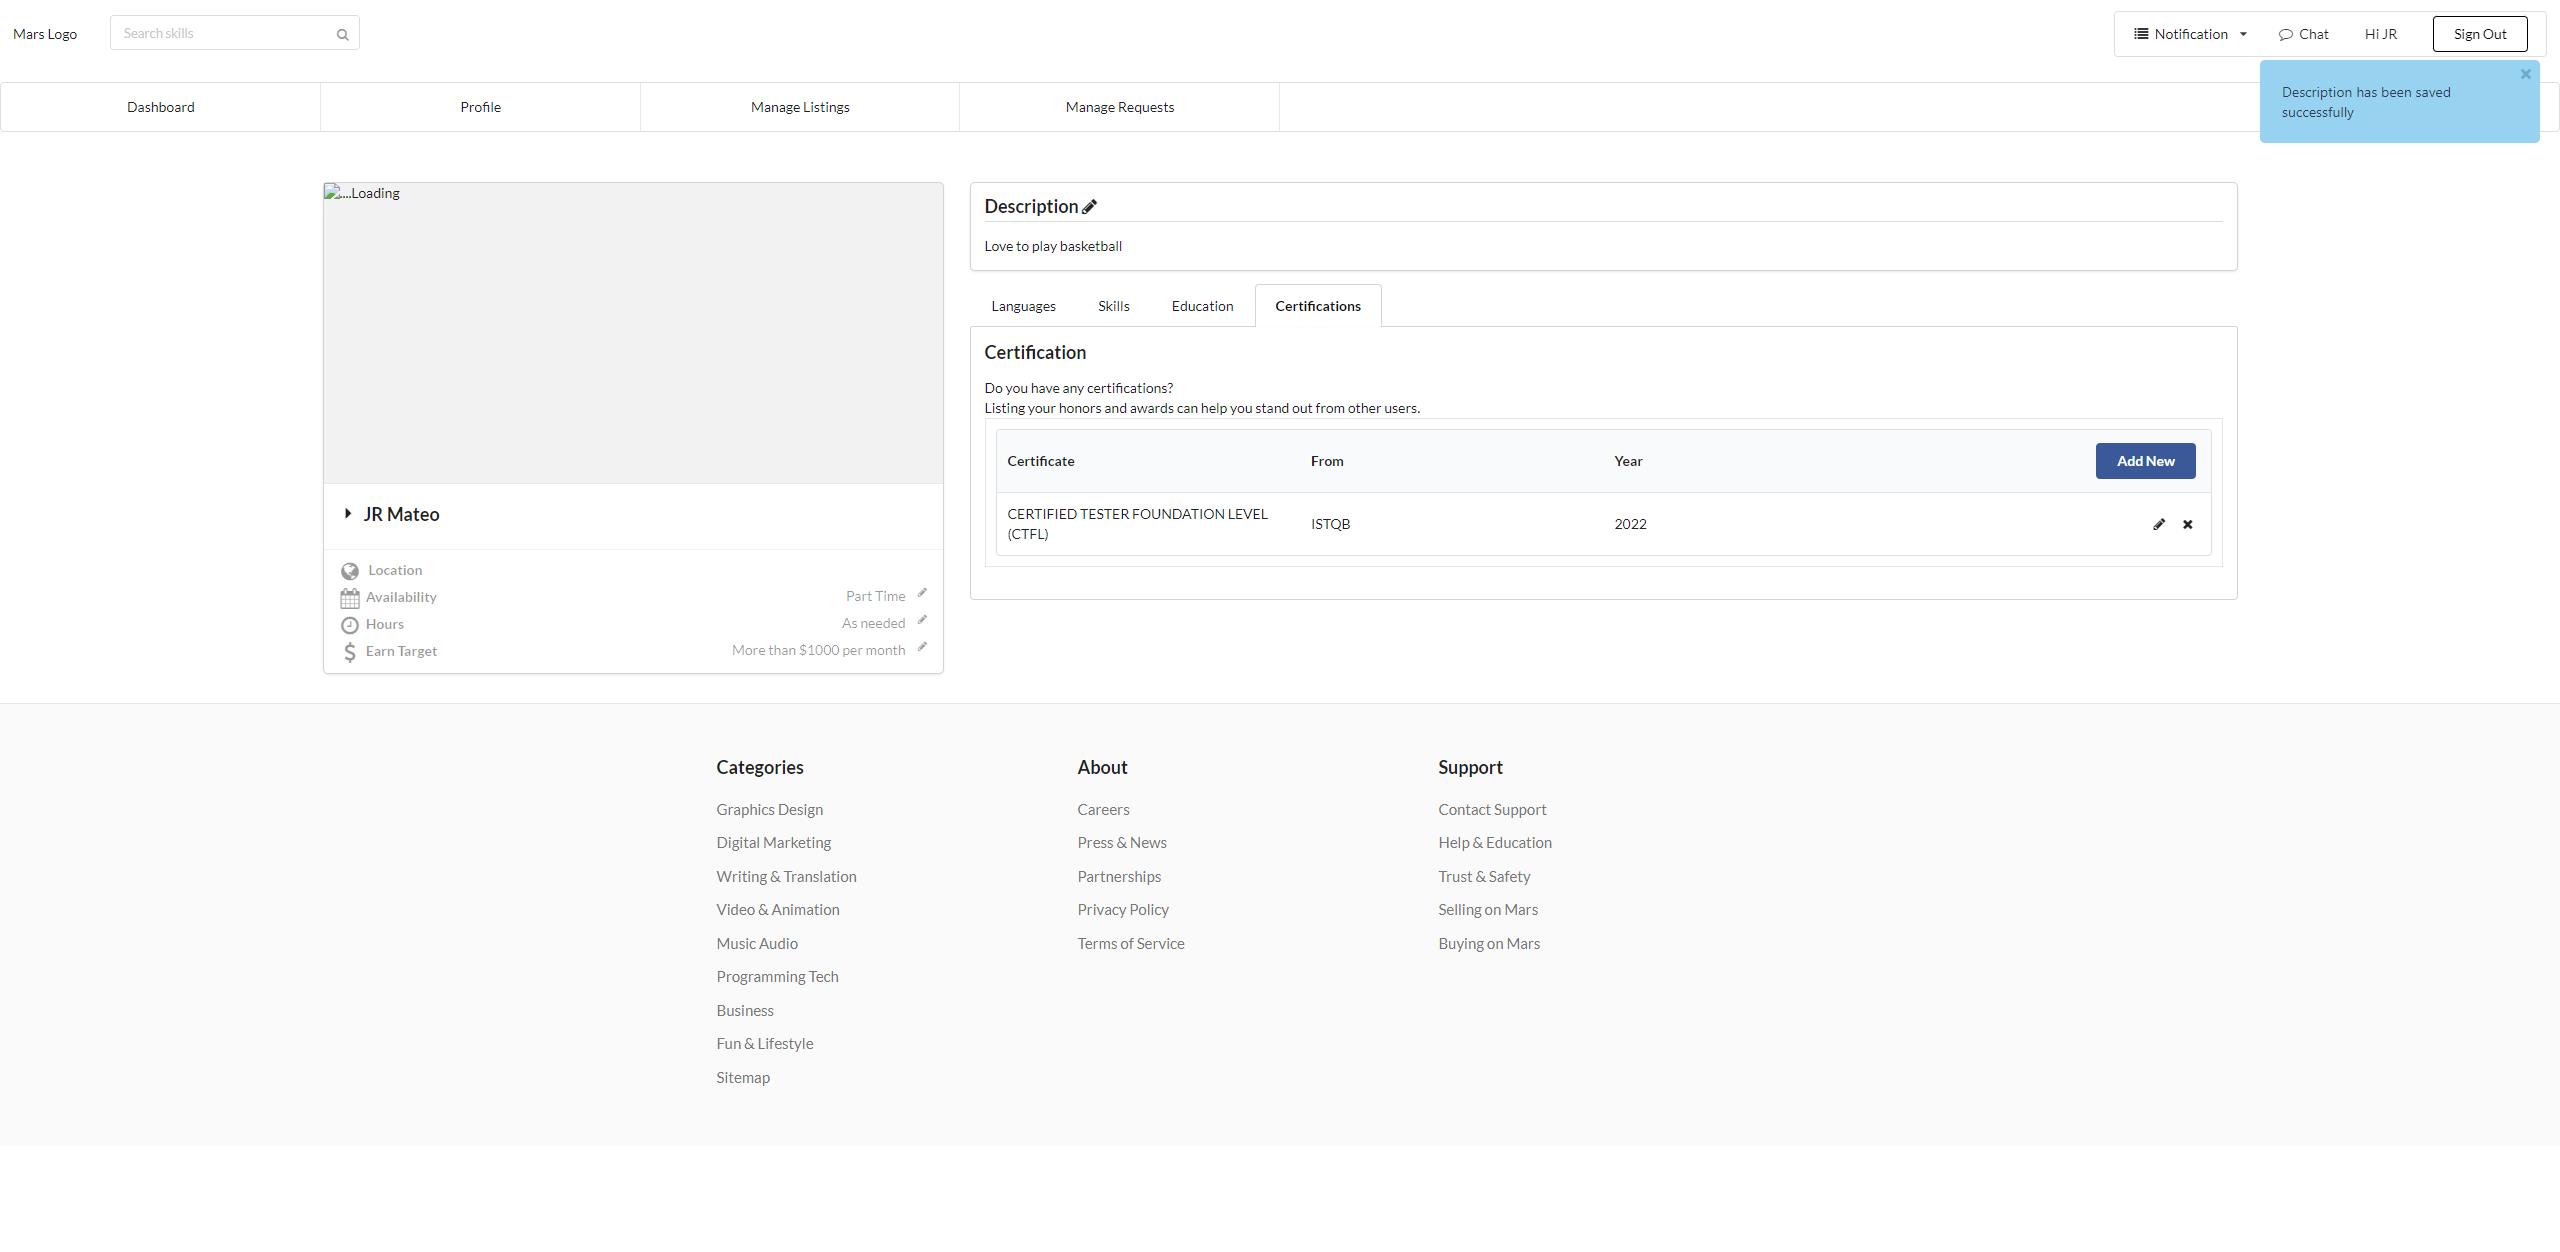 Mars Logo
Search skills
Notification
Chat
Hi JR
Sign Out
Dashboard
Profile
Manage Listings
Manage Requests
Description has been saved
successfully
...Loading
JR Mateo
Location
Availability
Part Time
Hours
As needed
Earn Target
More than $1000 per month
Description
Love to play basketball
Languages
Skills
Education
Certifications
Certification
Do you have any certifications?
Listing your honors and awards can help you stand out from other users.
Certificate
From
Year
Add New
CERTIFIED TESTER FOUNDATION LEVEL
(CTFL)
ISTQB
2022
Categories
Graphics Design
Digital Marketing
Writing & Translation
Video & Animation
Music Audio
Programming Tech
Business
Fun & Lifestyle
Sitemap
About
Careers
Press & News
Partnerships
Privacy Policy
Terms of Service
Support
Contact Support
Help & Education
Trust & Safety
Selling on Mars
Buying on Mars